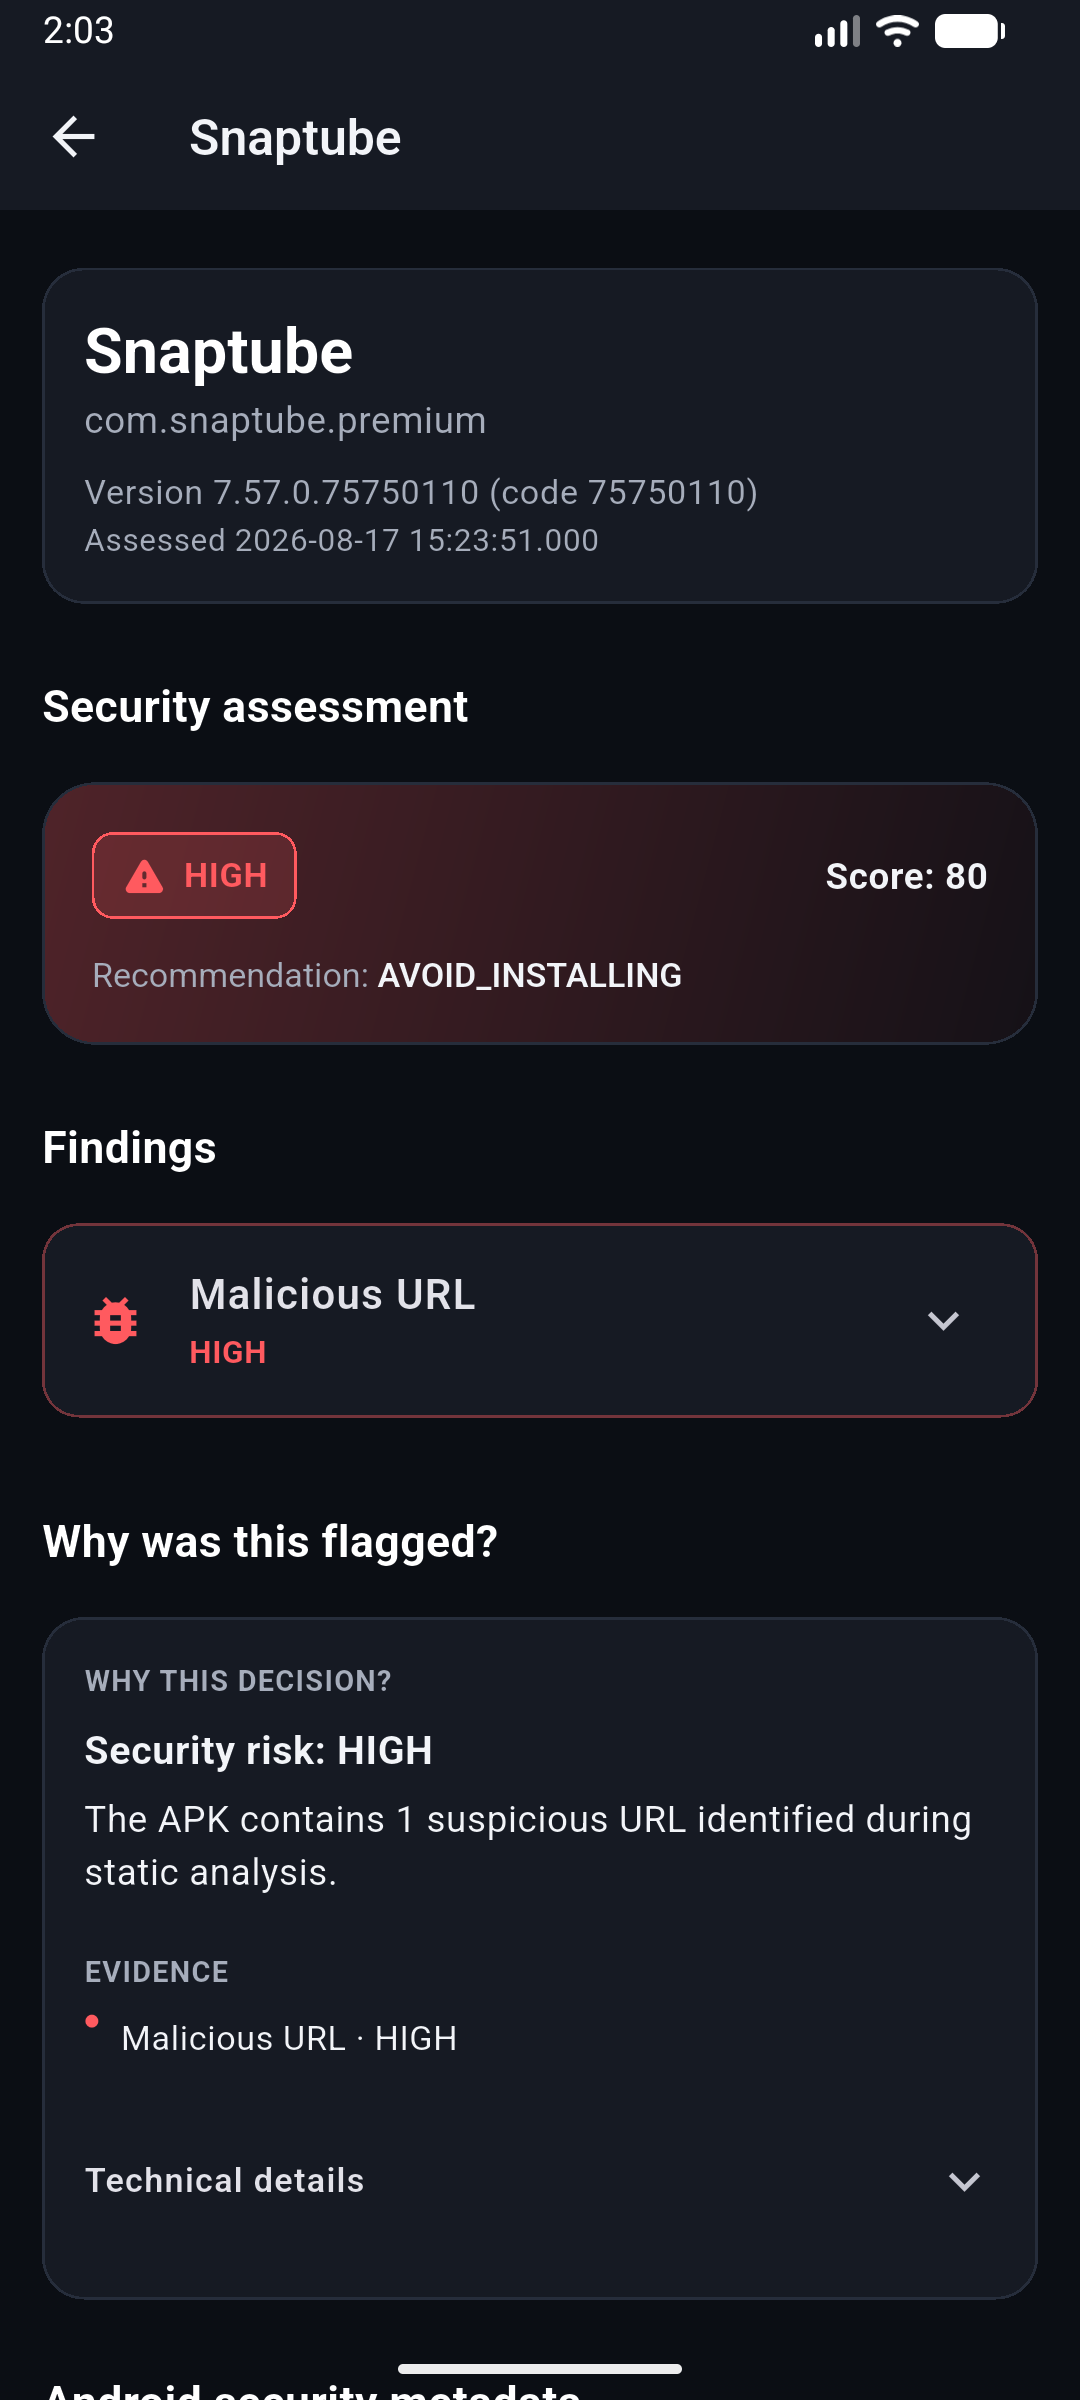 2:03
Snaptube
Snaptube
com.snaptube.premium
Version 7.57.0.75750110 (code 75750110)
Assessed 2026-08-17 15:23:51.000
Security assessment
HIGH
Score: 80
Recommendation: AVOID_INSTALLING
Findings
Malicious URL
HIGH
Why was this flagged?
WHY THIS DECISION?
Security risk: HIGH
The APK contains 1 suspicious URL identified during
static analysis.
EVIDENCE
Malicious URL · HIGH
Technical details
Android security metadata